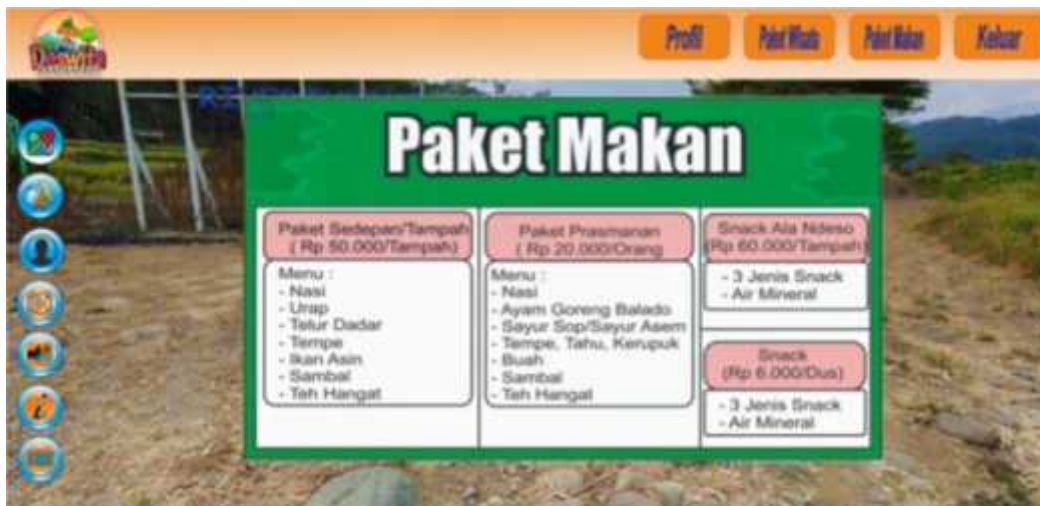 Deswita
Profil
Paket Wisata
Paket Makan
Keluar
Paket Makan
Paket Sedepan/Tampah
( Rp 50.000/Tampah)
Menu :
- Nasi
- Urap
- Telur Dadar
- Tempe
- Ikan Asin
- Sambal
- Teh Hangat
Paket Prasmanan
( Rp 20.000/Orang
Menu :
- Nasi
- Ayam Goreng Balado
- Sayur Sop/Sayur Asem
- Tempe, Tahu, Kerupuk
- Buah
- Sambal
- Teh Hangat
Snack Ala Ndeso
(Rp 60.000/Tampah)
- 3 Jenis Snack
- Air Mineral
Snack
(Rp 6.000/Dus)
- 3 Jenis Snack
- Air Mineral